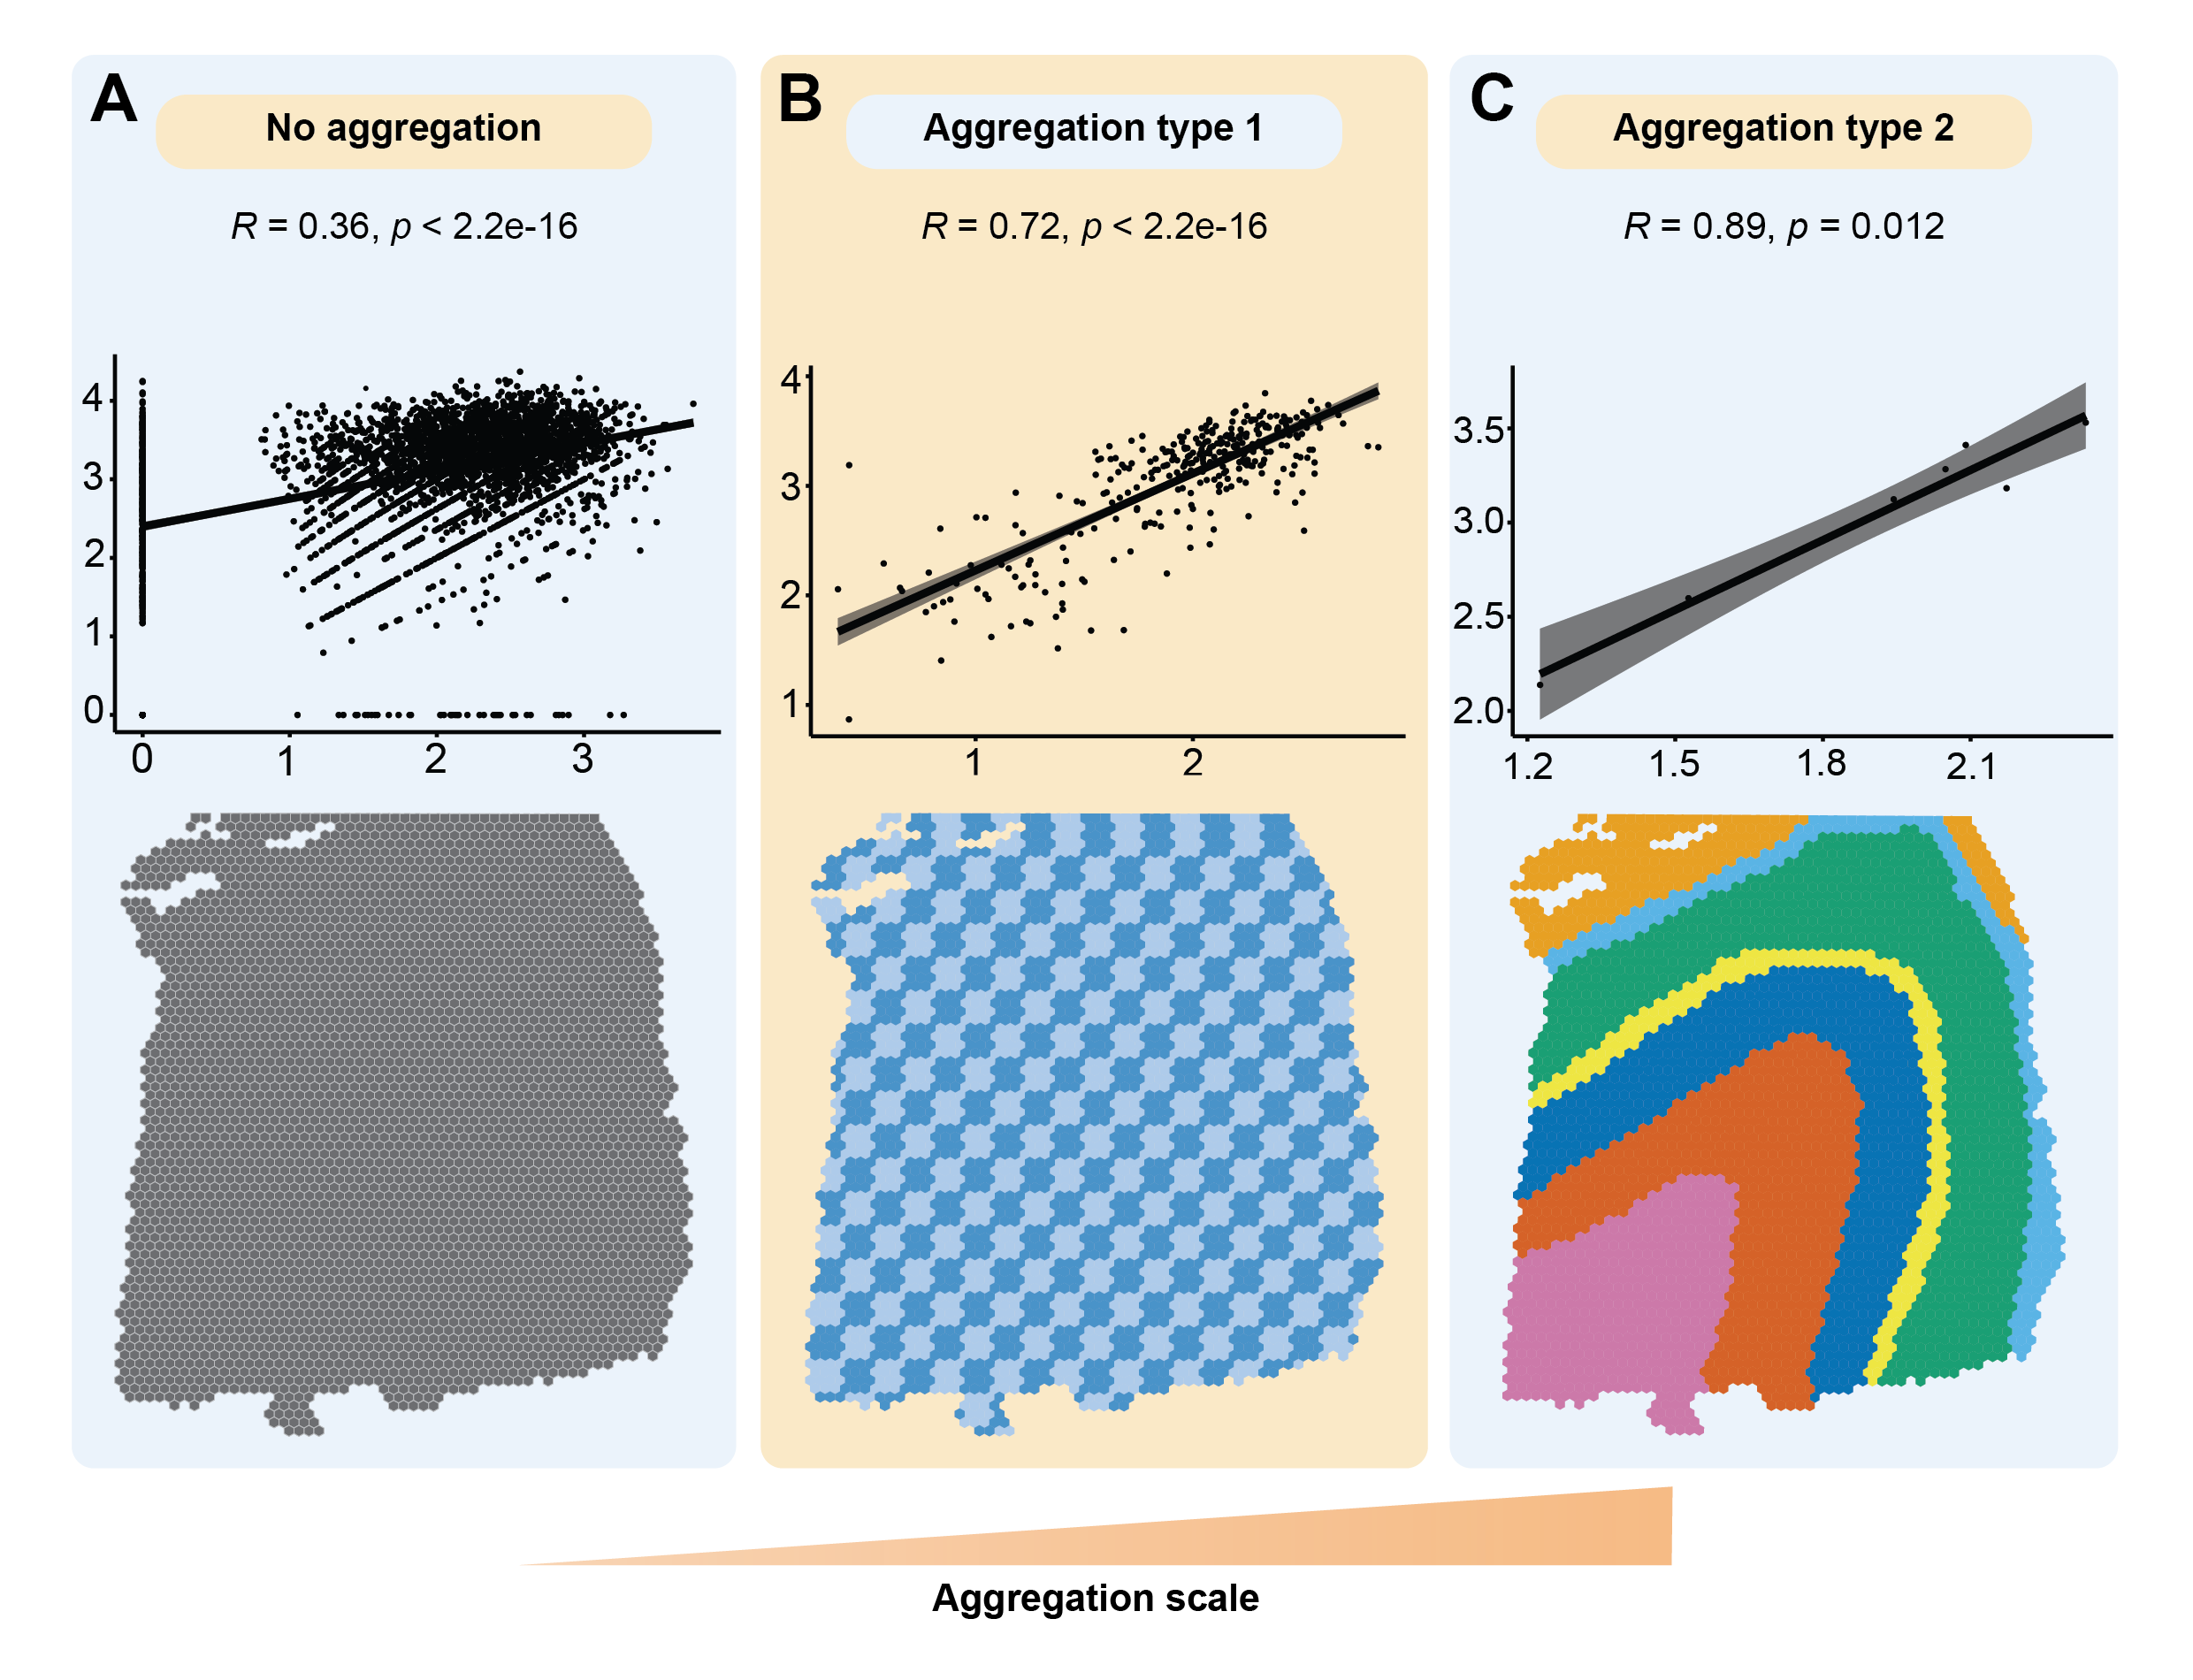 A
No aggregation
R = 0.36, p < 2.2e-16
4
3
2
1
0
0 1 2 3
B
Aggregation type 1
R = 0.72, p < 2.2e-16
4
3
2
1
1 2
C
Aggregation type 2
R = 0.89, p = 0.012
3.5
3.0
2.5
2.0
1.2 1.5 1.8 2.1
Aggregation scale